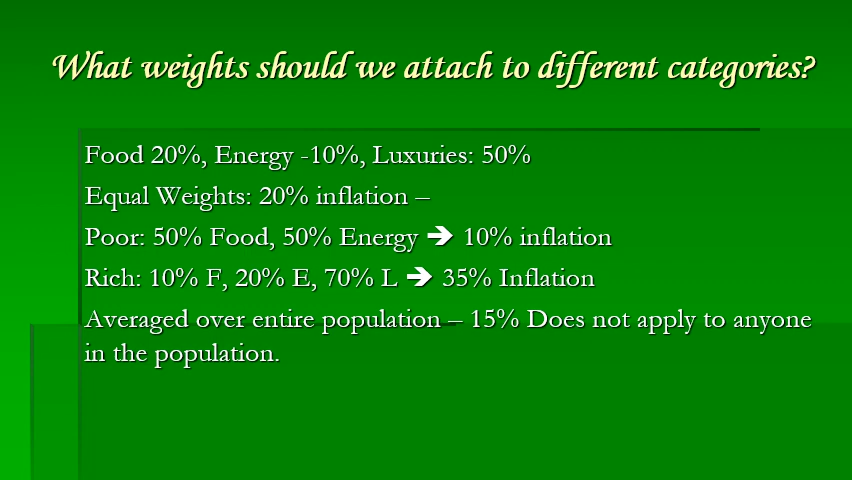 What weights should we attach to different categories?
Food 20%, Energy -10%, Luxuries: 50%
Equal Weights: 20% inflation –
Poor: 50% Food, 50% Energy ➔ 10% inflation
Rich: 10% F, 20% E, 70% L ➔ 35% Inflation
Averaged over entire population – 15% Does not apply to anyone
in the population.